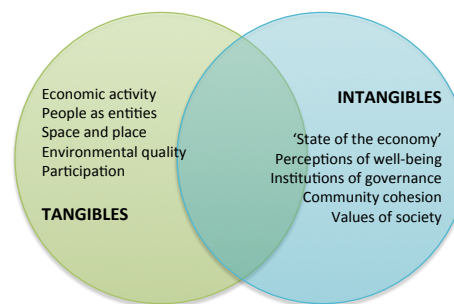 Economic activity
People as entities
Space and place
Environmental quality
Participation
TANGIBLES
INTANGIBLES
‘State of the economy’
Perceptions of well-being
Institutions of governance
Community cohesion
Values of society